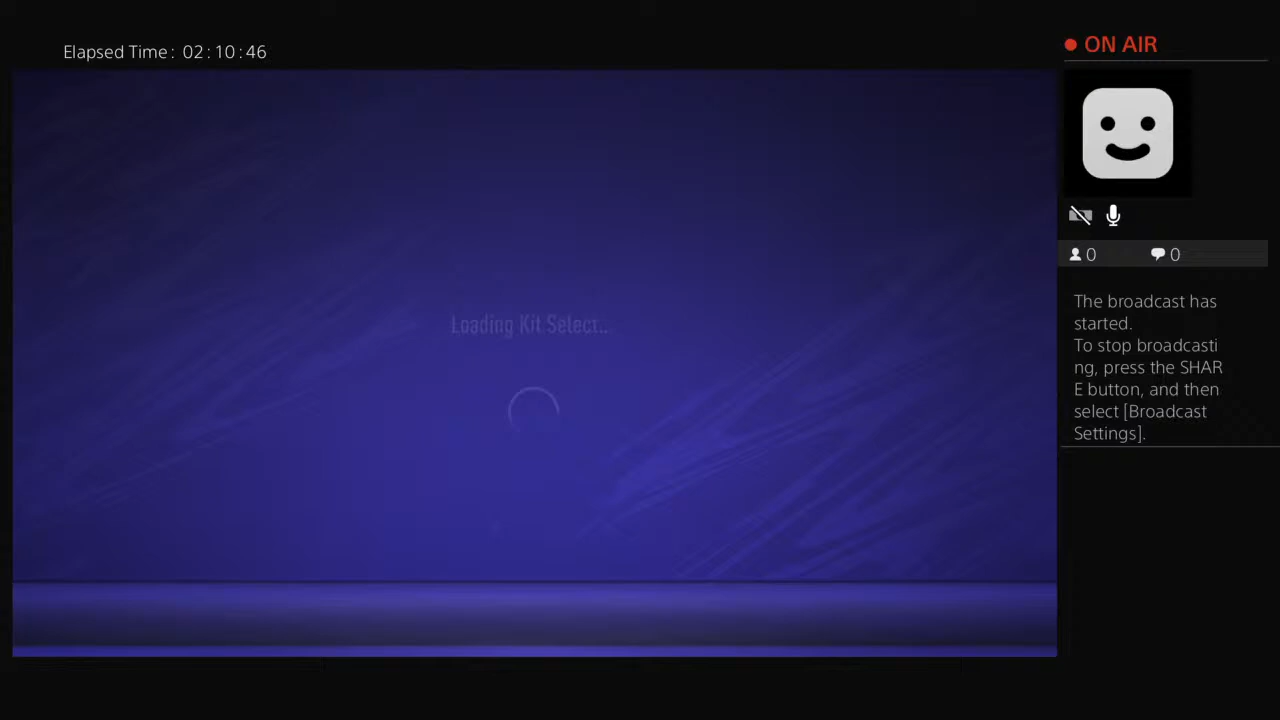 Elapsed Time: 02:10:46
ON AIR
Loading Kit Select...
0
0
The broadcast has
started.
To stop broadcasti
ng, press the SHAR
E button, and then
select [Broadcast
Settings].